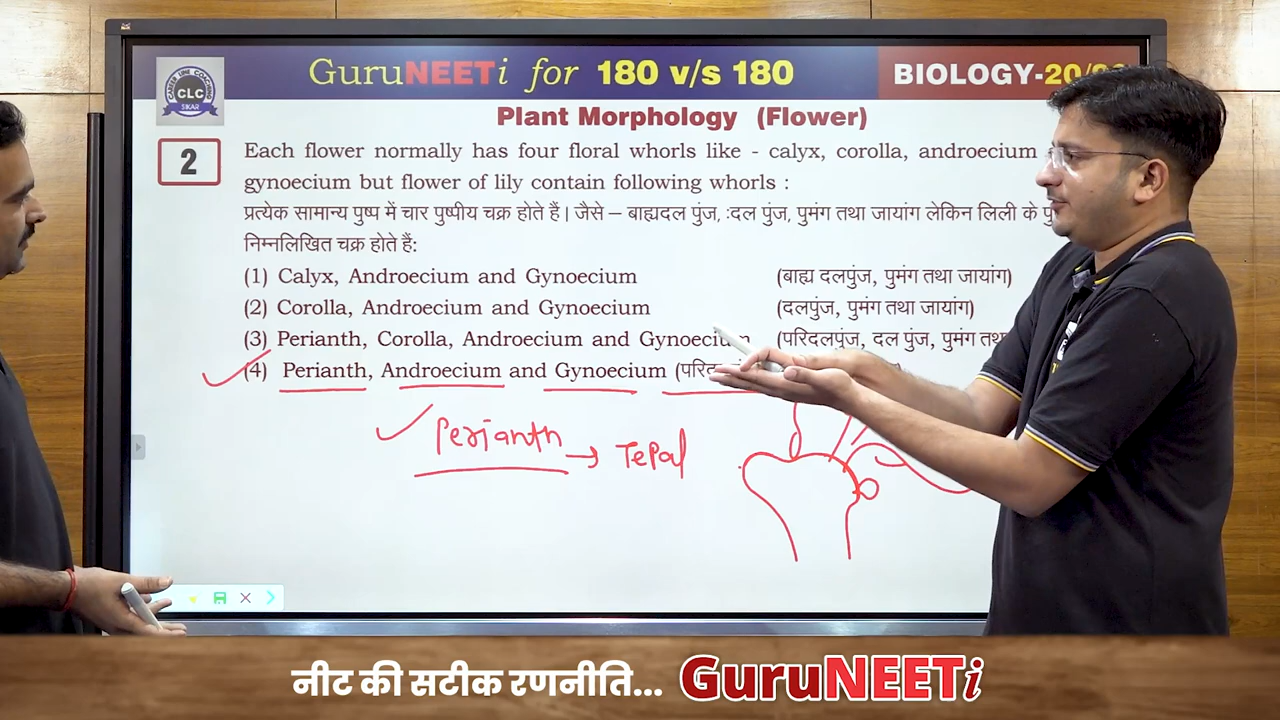 GuruNEETi for 180 v/s 180
BIOLOGY-20/
CAREER LINE COACHING
CLC
SIKAR
Plant Morphology (Flower)
2
Each flower normally has four floral whorls like - calyx, corolla, androecium
gynoecium but flower of lily contain following whorls :
प्रत्येक सामान्य पुष्प में चार पुष्पीय चक्र होते हैं। जैसे – बाह्यदल पुंज, :दल पुंज, पुमंग तथा जायांग लेकिन लिली के
निम्नलिखित चक्र होते हैं:
(1) Calyx, Androecium and Gynoecium (बाह्य दलपुंज, पुमंग तथा जायांग)
(2) Corolla, Androecium and Gynoecium (दलपुंज, पुमंग तथा जायांग)
(3) Perianth, Corolla, Androecium and Gynoecium (परिदलपुंज, दल पुंज, पुमंग
(4) Perianth, Androecium and Gynoecium
Perianth → Tepal
नीट की सटीक रणनीति... GuruNEETi